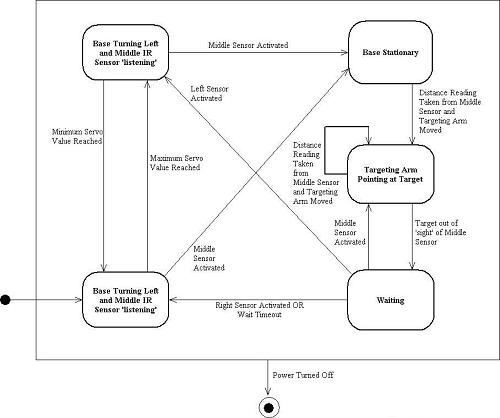 Base Turning Left
and Middle IR
Sensor 'listening'
Middle Sensor Activated
Base Stationary
Left Sensor
Activated
Distance Reading
Taken from Middle
Sensor and
Targeting Arm
Moved
Minimum Servo
Value Reached
Maximum Servo
Value Reached
Distance
Reading
Taken
from
Middle Sensor
and Targeting
Arm Moved
Targeting Arm
Pointing at Target
Middle
Sensor
Activated
Target out of
'sight' of Middle
Sensor
Middle
Sensor
Activated
Base Turning Left
and Middle IR
Sensor 'listening'
Right Sensor Activated OR
Wait Timeout
Waiting
Power Turned Off